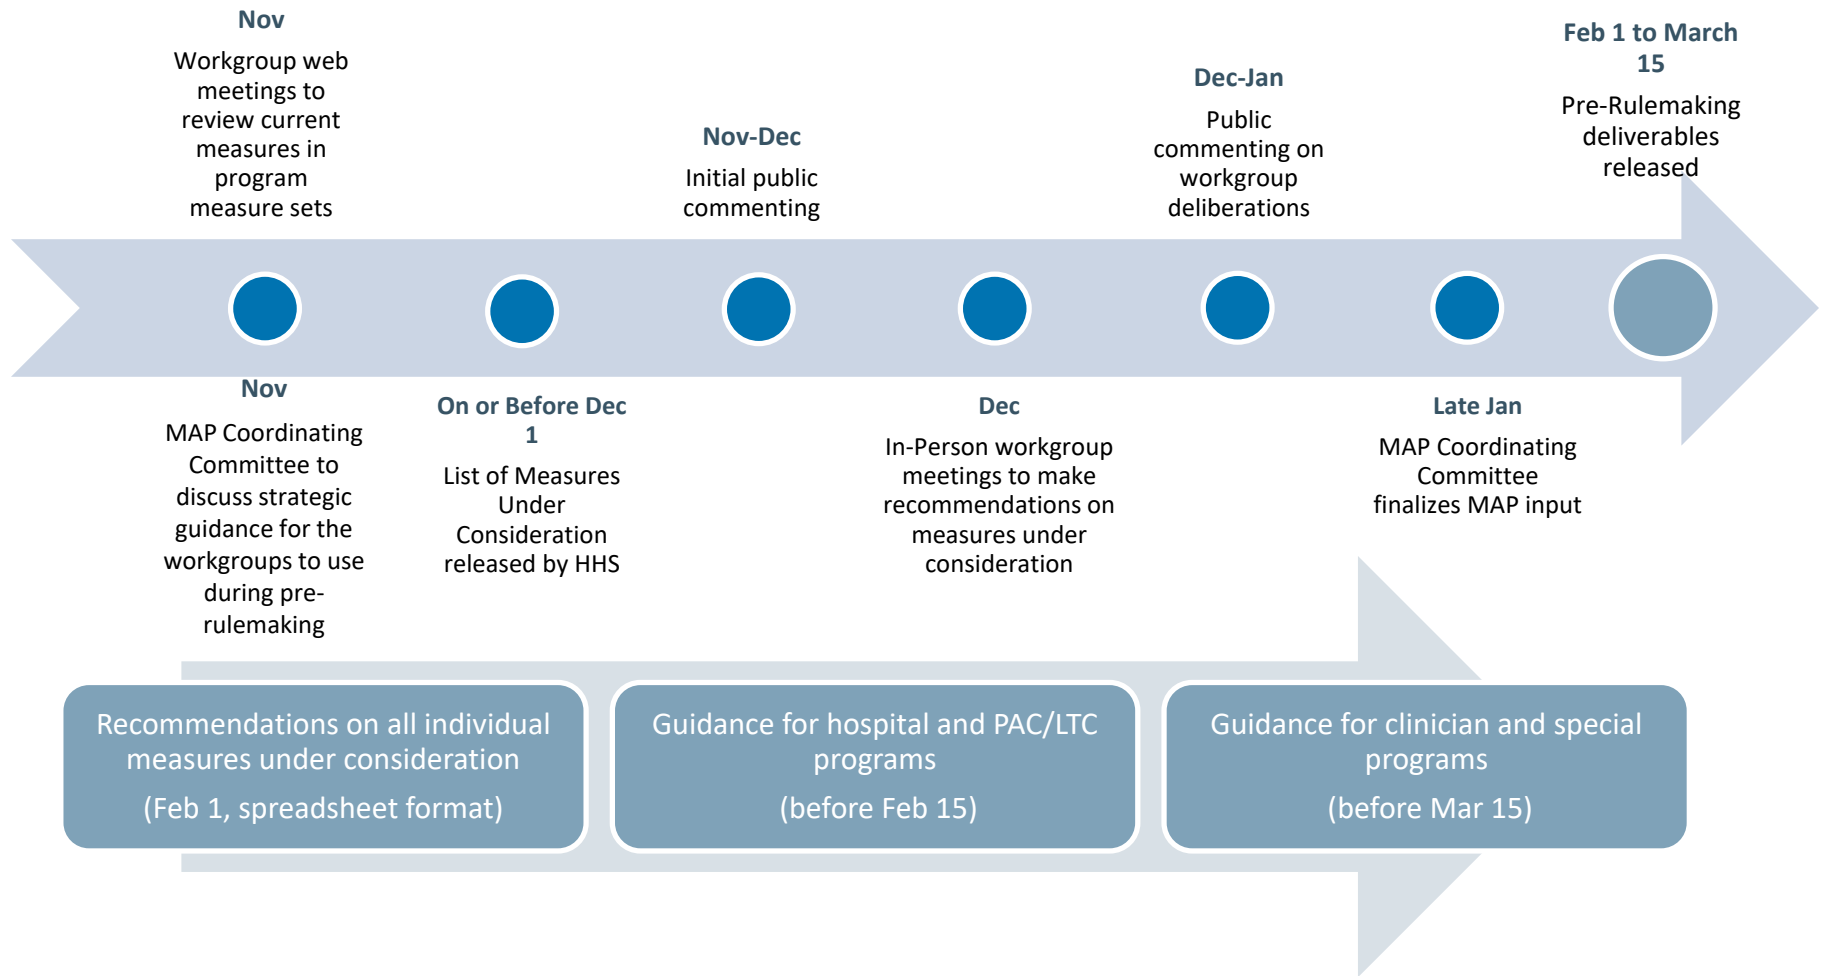 Nov
Workgroup web
meetings to
review current
measures in
program
measure sets
Nov-Dec
Initial public
commenting
Dec-Jan
Public
commenting on
workgroup
deliberations
Feb 1 to March
15
Pre-Rulemaking
deliverables
released
Nov
MAP Coordinating
Committee to
discuss strategic
guidance for the
workgroups to use
during pre-
rulemaking
On or Before Dec
1
List of Measures
Under
Consideration
released by HHS
Dec
In-Person workgroup
meetings to make
recommendations on
measures under
consideration
Late Jan
MAP Coordinating
Committee
finalizes MAP input
Recommendations on all individual
measures under consideration
(Feb 1, spreadsheet format)
Guidance for hospital and PAC/LTC
programs
(before Feb 15)
Guidance for clinician and special
programs
(before Mar 15)